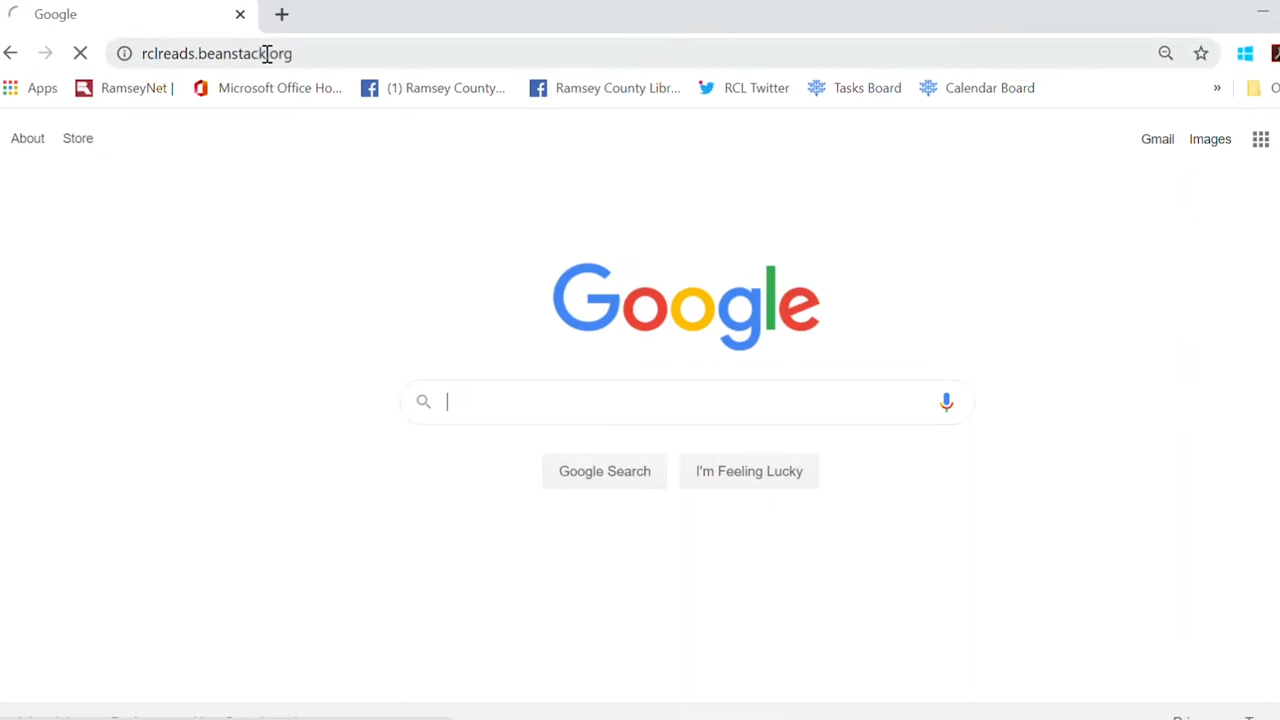 Google
rclreads.beanstack.org
Apps RamseyNet | Microsoft Office Ho... (1) Ramsey County... Ramsey County Libr... RCL Twitter Tasks Board Calendar Board »
About Store Gmail Images
Google
Google Search I'm Feeling Lucky